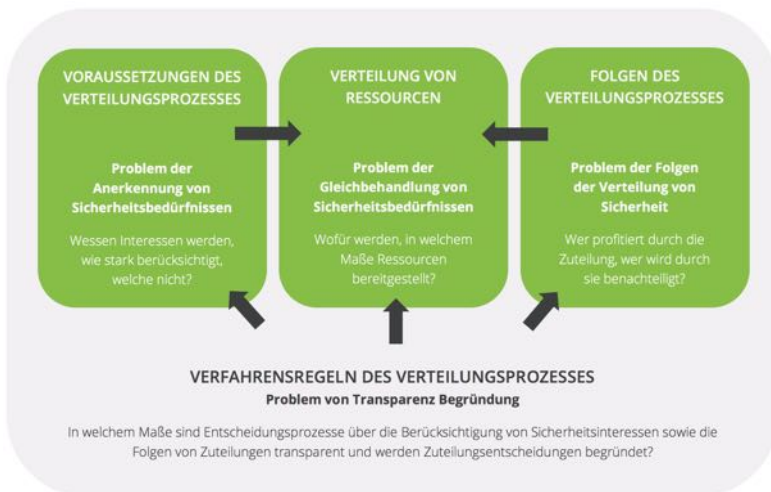 VORAUSSETZUNGEN DES
VERTEILUNGSPROZESSES
Problem der
Anerkennung von
Sicherheitsbedürfnissen
Wessen Interessen werden,
wie stark berücksichtigt,
welche nicht?
VERTEILUNG VON
RESSOURCEN
Problem der
Gleichbehandlung von
Sicherheitsbedürfnissen
Wofür werden, in welchem
Maße Ressourcen
bereitgestellt?
FOLGEN DES
VERTEILUNGSPROZESSES
Problem der Folgen
der Verteilung von
Sicherheit
Wer profitiert durch die
Zuteilung, wer wird durch
sie benachteiligt?
VERFAHRENSREGELN DES VERTEILUNGSPROZESSES
Problem von Transparenz Begründung
In welchem Maße sind Entscheidungsprozesse über die Berücksichtigung von Sicherheitsinteressen sowie die
Folgen von Zuteilungen transparent und werden Zuteilungsentscheidungen begründet?